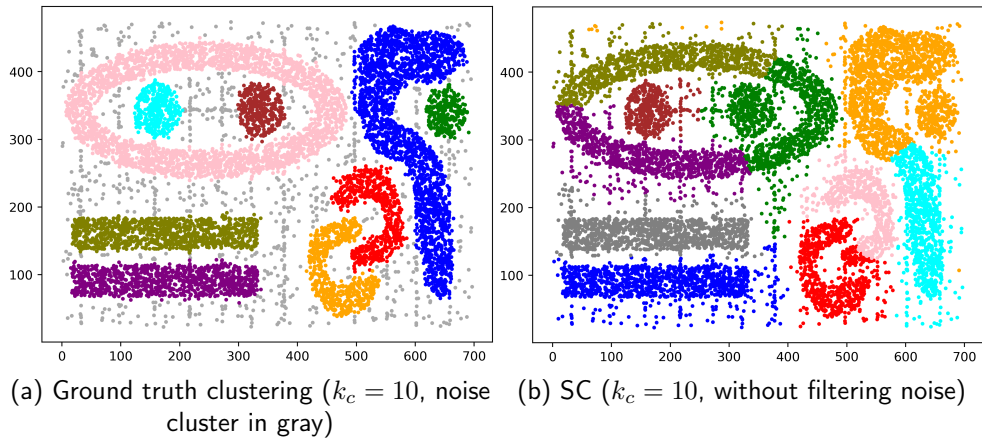 400
300
200
100
0 100 200 300 400 500 600 700
400
300
200
100
0 100 200 300 400 500 600 700
(a) Ground truth clustering ($k_c = 10$, noise
cluster in gray)
(b) SC ($k_c = 10$, without filtering noise)